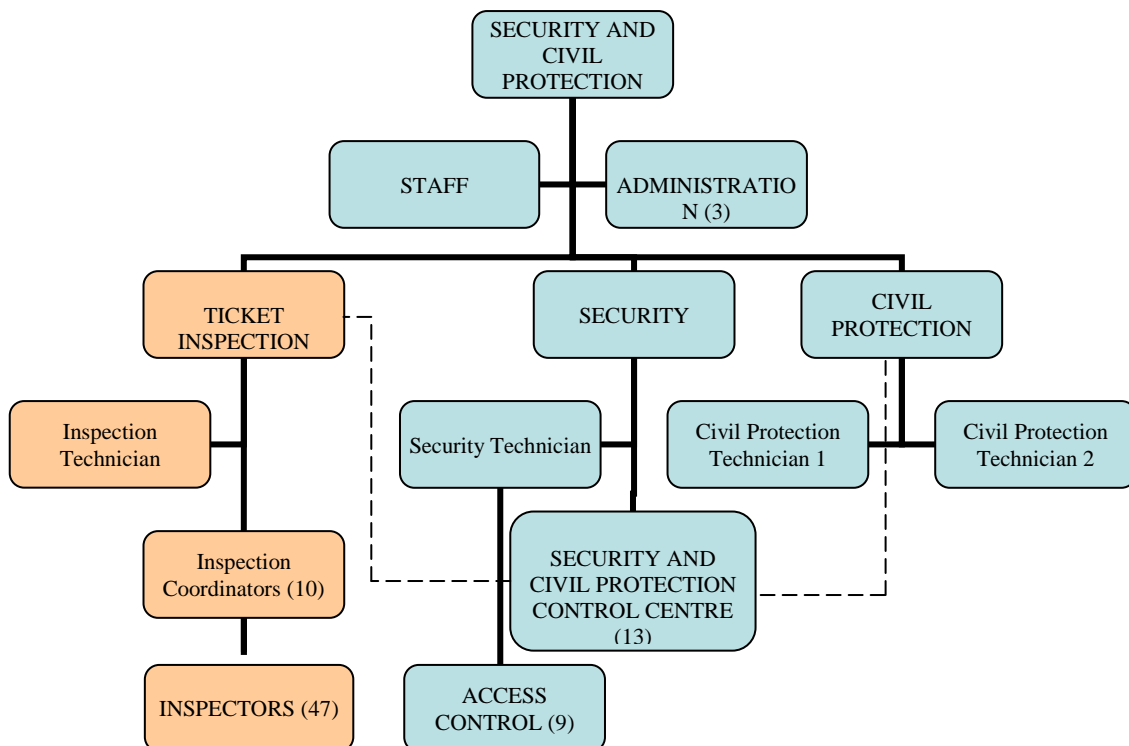 SECURITY AND
CIVIL
PROTECTION
STAFF
ADMINISTRATIO
N (3)
TICKET
INSPECTION
SECURITY
CIVIL
PROTECTION
Inspection
Technician
Security Technician
Civil Protection
Technician 1
Civil Protection
Technician 2
Inspection
Coordinators (10)
SECURITY AND
CIVIL PROTECTION
CONTROL CENTRE
(13)
INSPECTORS (47)
ACCESS
CONTROL (9)